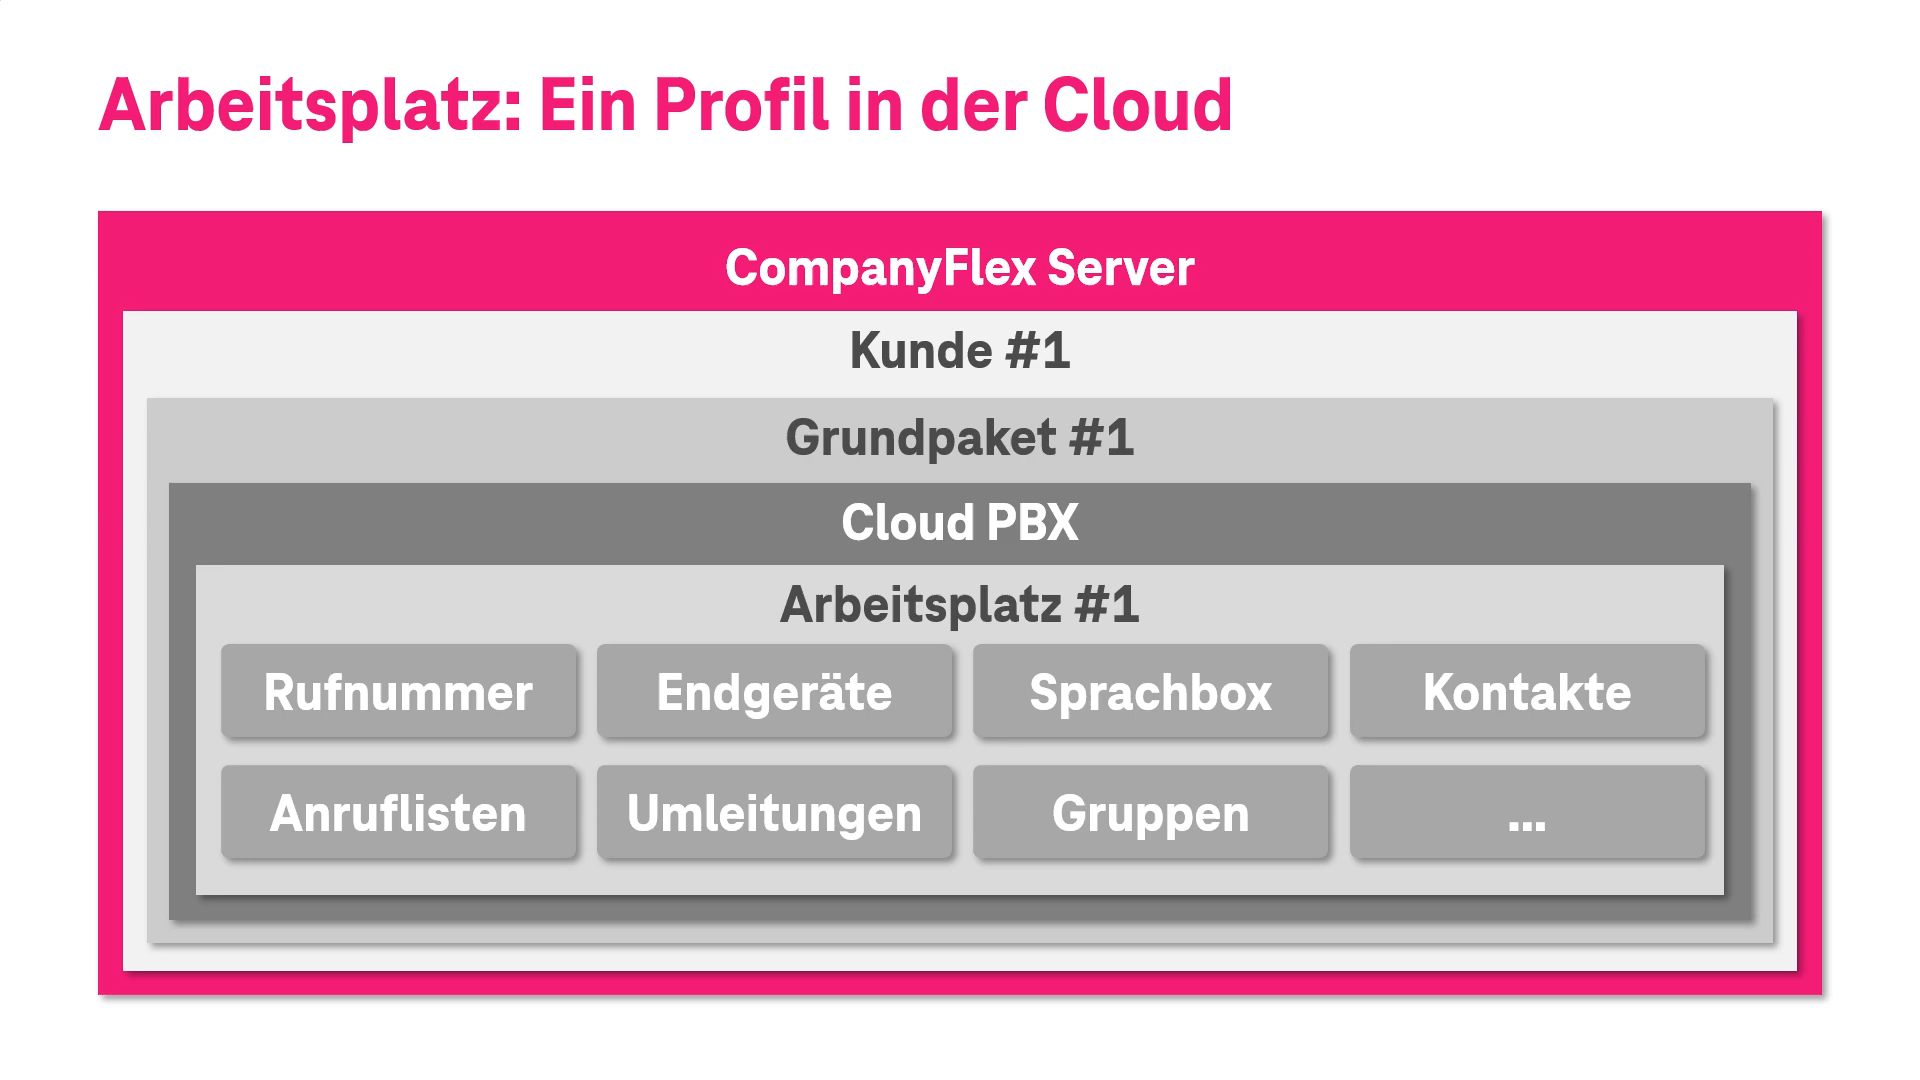 Arbeitsplatz: Ein Profil in der Cloud
CompanyFlex Server
Kunde #1
Grundpaket #1
Cloud PBX
Arbeitsplatz #1
Rufnummer
Endgeräte
Sprachbox
Kontakte
Anruflisten
Umleitungen
Gruppen
...